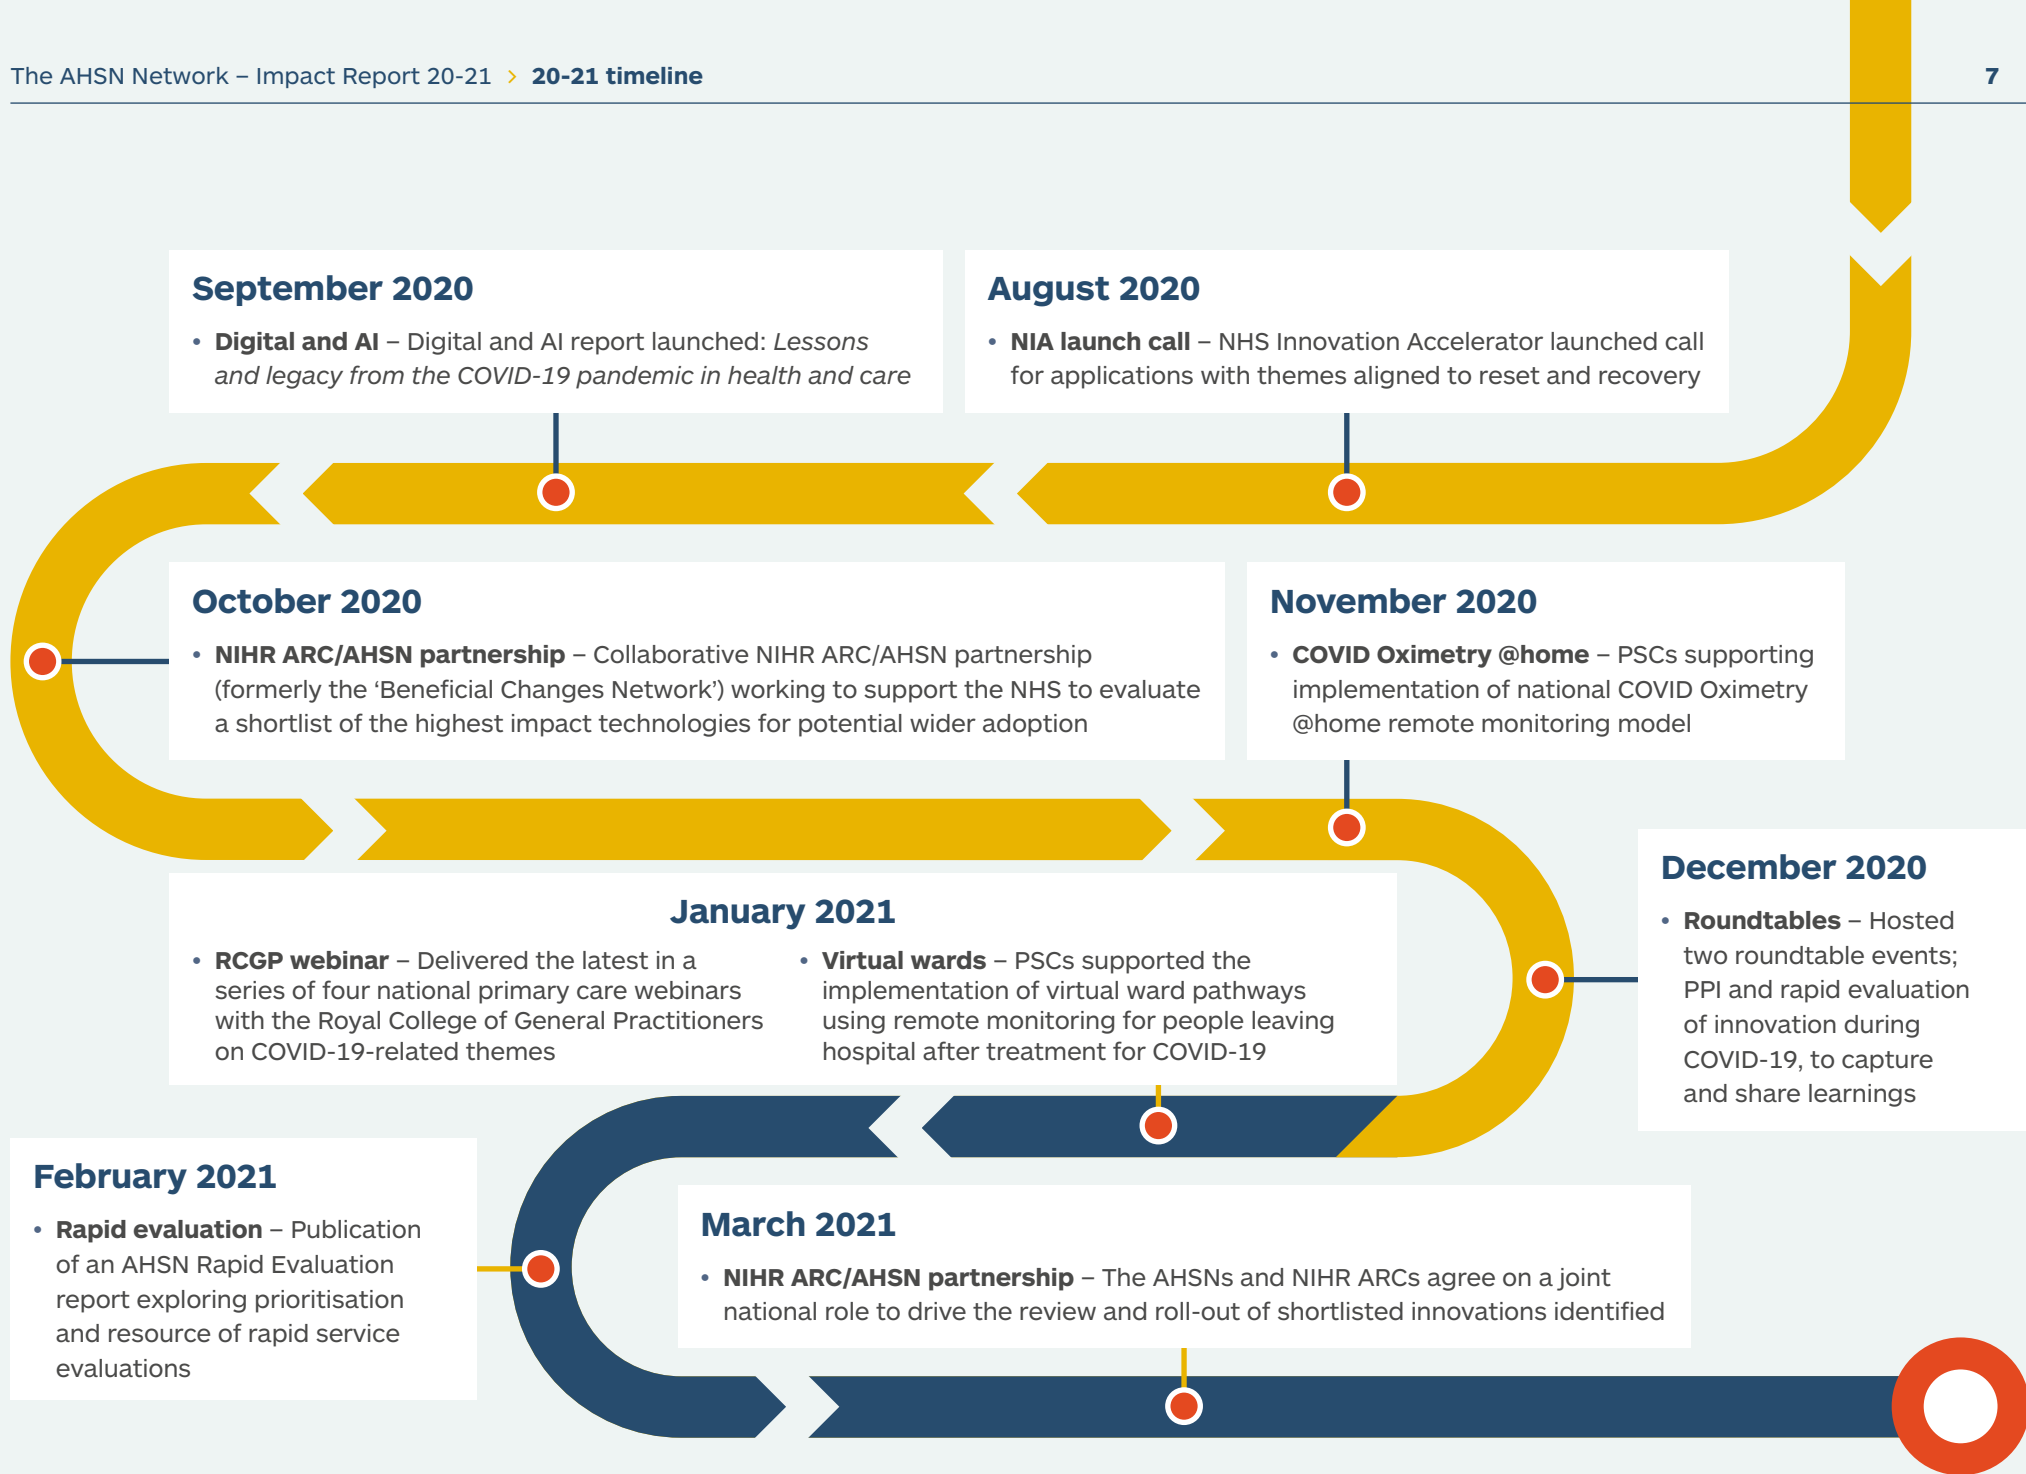 The AHSN Network – Impact Report 20-21 > 20-21 timeline
7
September 2020
• Digital and AI – Digital and AI report launched: Lessons
and legacy from the COVID-19 pandemic in health and care
August 2020
• NIA launch call – NHS Innovation Accelerator launched call
for applications with themes aligned to reset and recovery
October 2020
• NIHR ARC/AHSN partnership – Collaborative NIHR ARC/AHSN partnership
(formerly the ‘Beneficial Changes Network’) working to support the NHS to evaluate
a shortlist of the highest impact technologies for potential wider adoption
November 2020
• COVID Oximetry @home – PSCs supporting
implementation of national COVID Oximetry
@home remote monitoring model
December 2020
• Roundtables – Hosted
two roundtable events;
PPI and rapid evaluation
of innovation during
COVID-19, to capture
and share learnings
January 2021
• RCGP webinar – Delivered the latest in a
series of four national primary care webinars
with the Royal College of General Practitioners
on COVID-19-related themes
• Virtual wards – PSCs supported the
implementation of virtual ward pathways
using remote monitoring for people leaving
hospital after treatment for COVID-19
February 2021
• Rapid evaluation – Publication
of an AHSN Rapid Evaluation
report exploring prioritisation
and resource of rapid service
evaluations
March 2021
• NIHR ARC/AHSN partnership – The AHSNs and NIHR ARCs agree on a joint
national role to drive the review and roll-out of shortlisted innovations identified